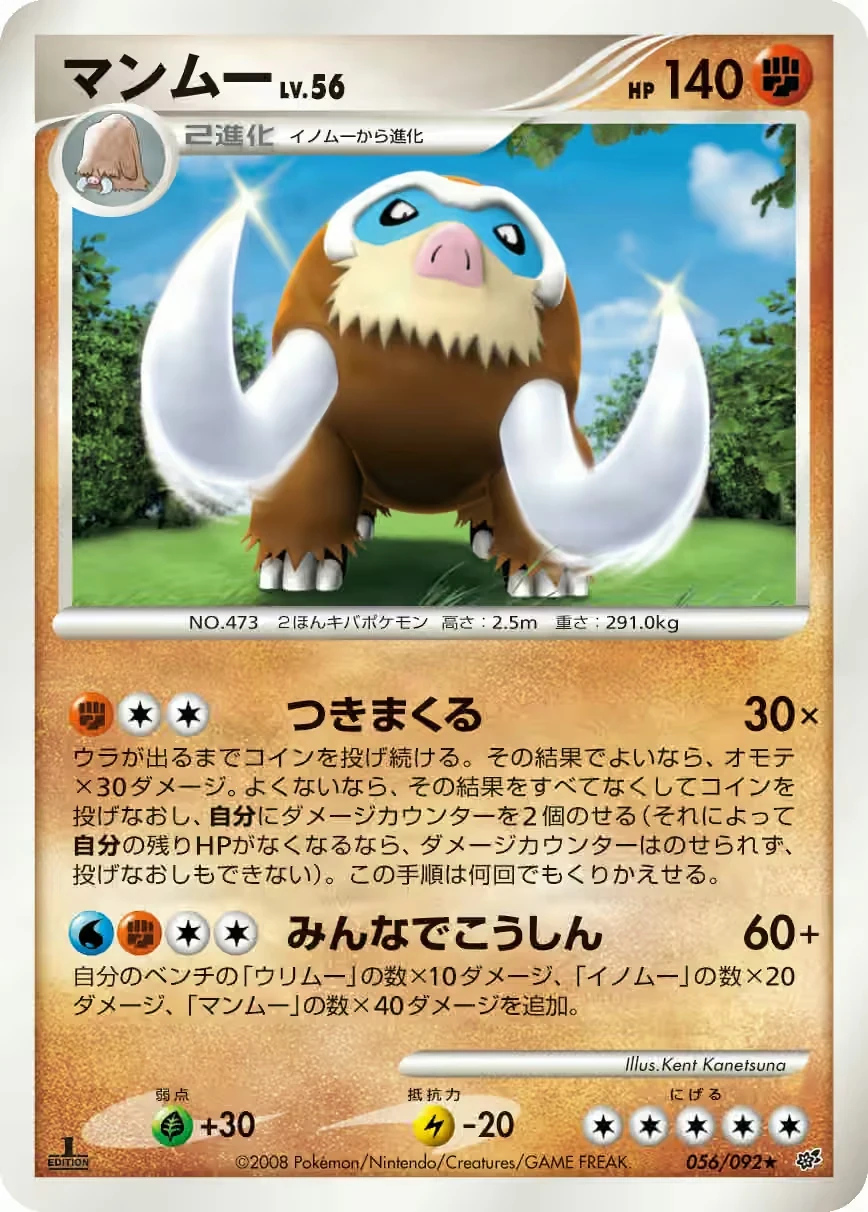 マンムー LV.56 HP 140
2進化 イノムーから進化
NO.473 2ほんキバポケモン 高さ：2.5m 重さ：291.0kg
つきまくる 30×
ウラが出るまでコインを投げ続ける。その結果でよいなら、オモテ
×30ダメージ。よくないなら、その結果をすべてなくしてコインを
投げなおし、自分にダメージカウンターを2個のせる（それによって
自分の残りHPがなくなるなら、ダメージカウンターはのせられず、
投げなおしもできない）。この手順は何回でもくりかえせる。
みんなでこうしん 60+
自分のベンチの「ウリムー」の数×10ダメージ、「イノムー」の数×20
ダメージ、「マンムー」の数×40ダメージを追加。
Illus.Kent Kanetsuna
弱点 抵抗力 にげる
+30 -20
1 EDITION ©2008 Pokémon/Nintendo/Creatures/GAME FREAK. 056/092★